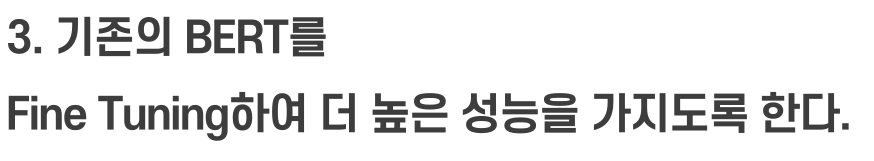 3. 기존의 BERT를
Fine Tuning하여 더 높은 성능을 가지도록 한다.